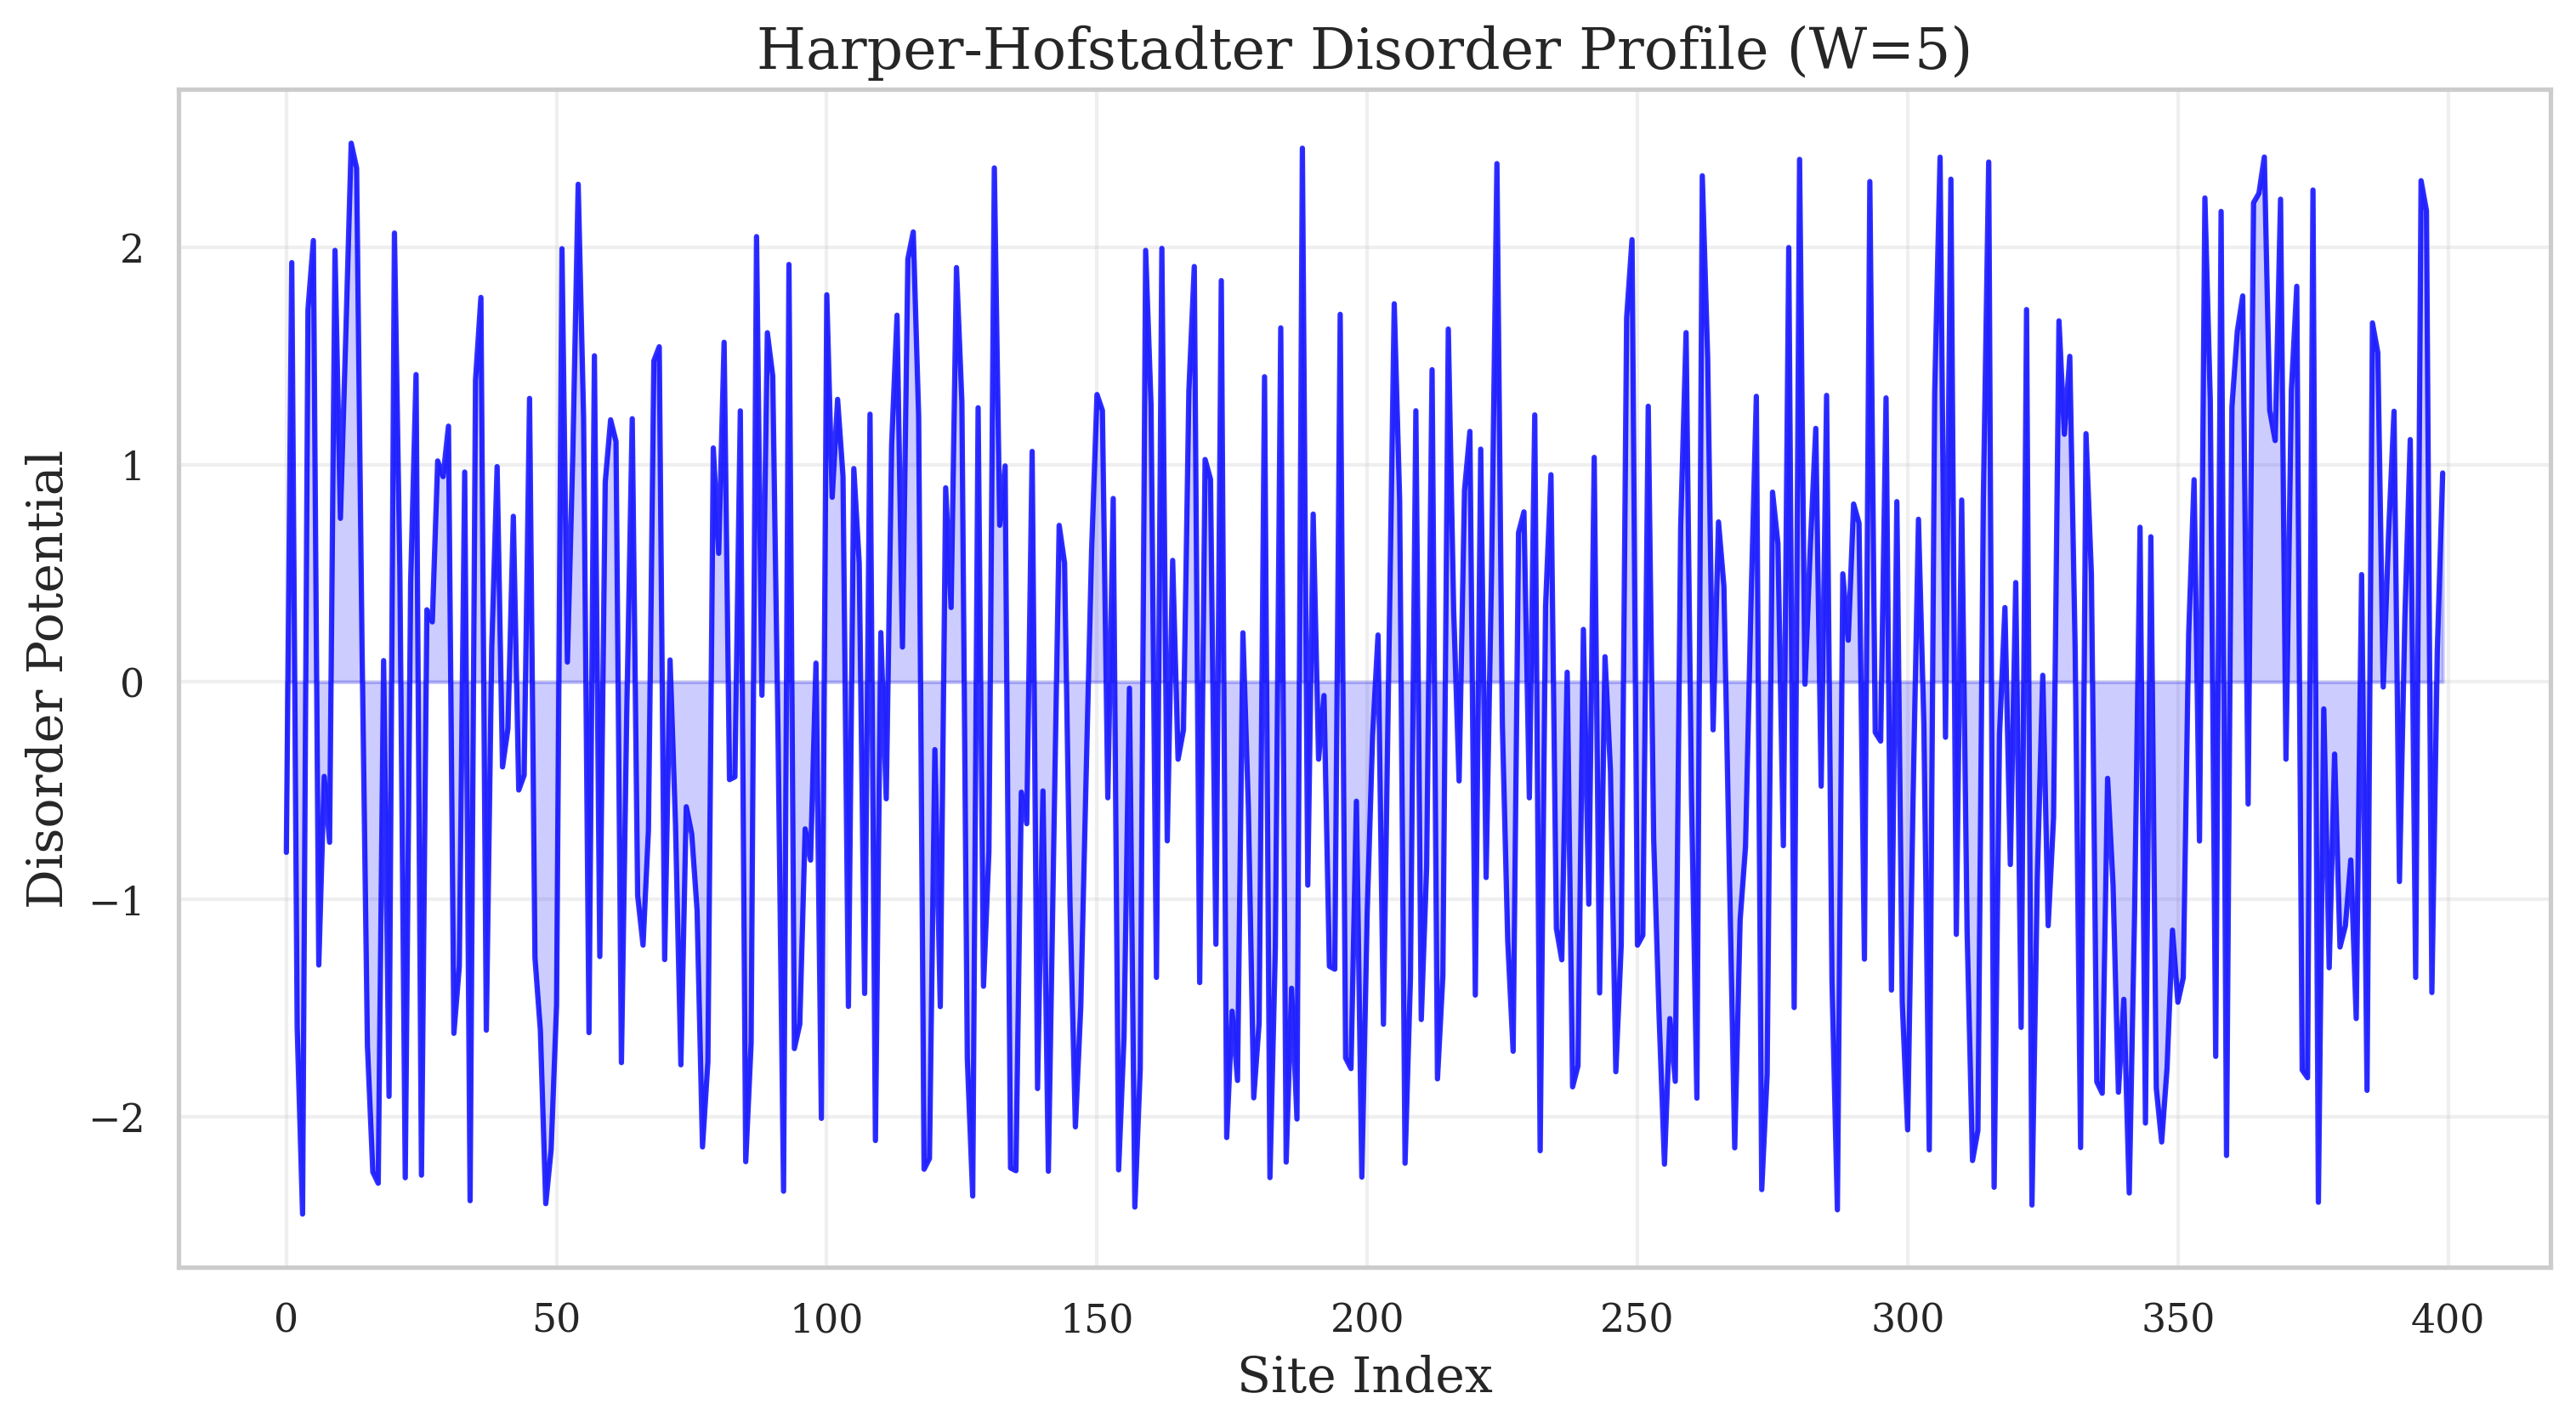 Harper-Hofstadter Disorder Profile (W=5)
Disorder Potential
2
1
0
−1
−2
0 50 100 150 200 250 300 350 400
Site Index